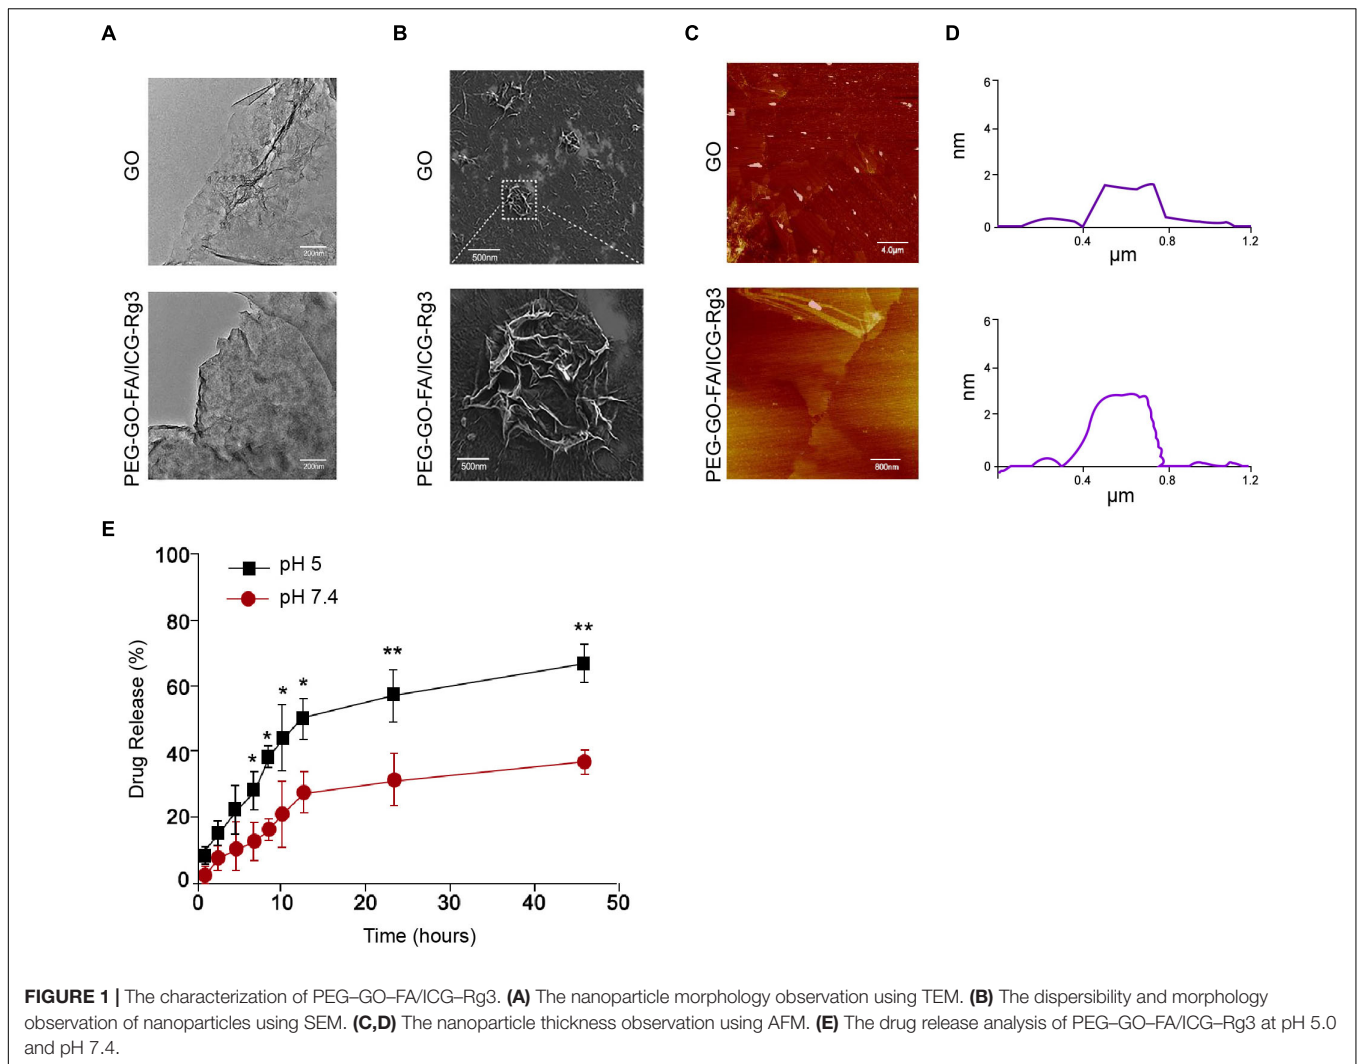 A
B
C
D
GO
GO
GO
200nm
500nm
4.0µm
nm
6
4
2
0
0.4
0.8
1.2
µm
PEG-GO-FA/ICG-Rg3
PEG-GO-FA/ICG-Rg3
PEG-GO-FA/ICG-Rg3
200nm
500nm
800nm
nm
6
4
2
0
0.4
0.8
1.2
µm
E
pH 5
pH 7.4
Drug Release (%)
100
80
60
40
20
0
* * * * ** **
0 10 20 30 40 50
Time (hours)
FIGURE 1 | The characterization of PEG–GO–FA/ICG–Rg3. (A) The nanoparticle morphology observation using TEM. (B) The dispersibility and morphology
observation of nanoparticles using SEM. (C,D) The nanoparticle thickness observation using AFM. (E) The drug release analysis of PEG–GO–FA/ICG–Rg3 at pH 5.0
and pH 7.4.